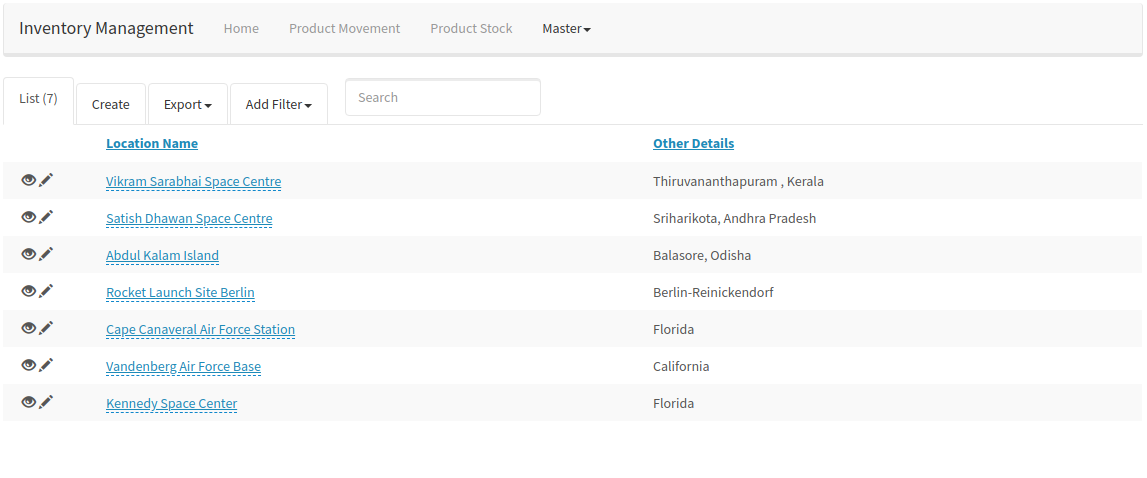 Inventory Management Home Product Movement Product Stock Master
List (7) Create Export Add Filter Search
Location Name Other Details
Vikram Sarabhai Space Centre Thiruvananthapuram , Kerala
Satish Dhawan Space Centre Sriharikota, Andhra Pradesh
Abdul Kalam Island Balasore, Odisha
Rocket Launch Site Berlin Berlin-Reinickendorf
Cape Canaveral Air Force Station Florida
Vandenberg Air Force Base California
Kennedy Space Center Florida